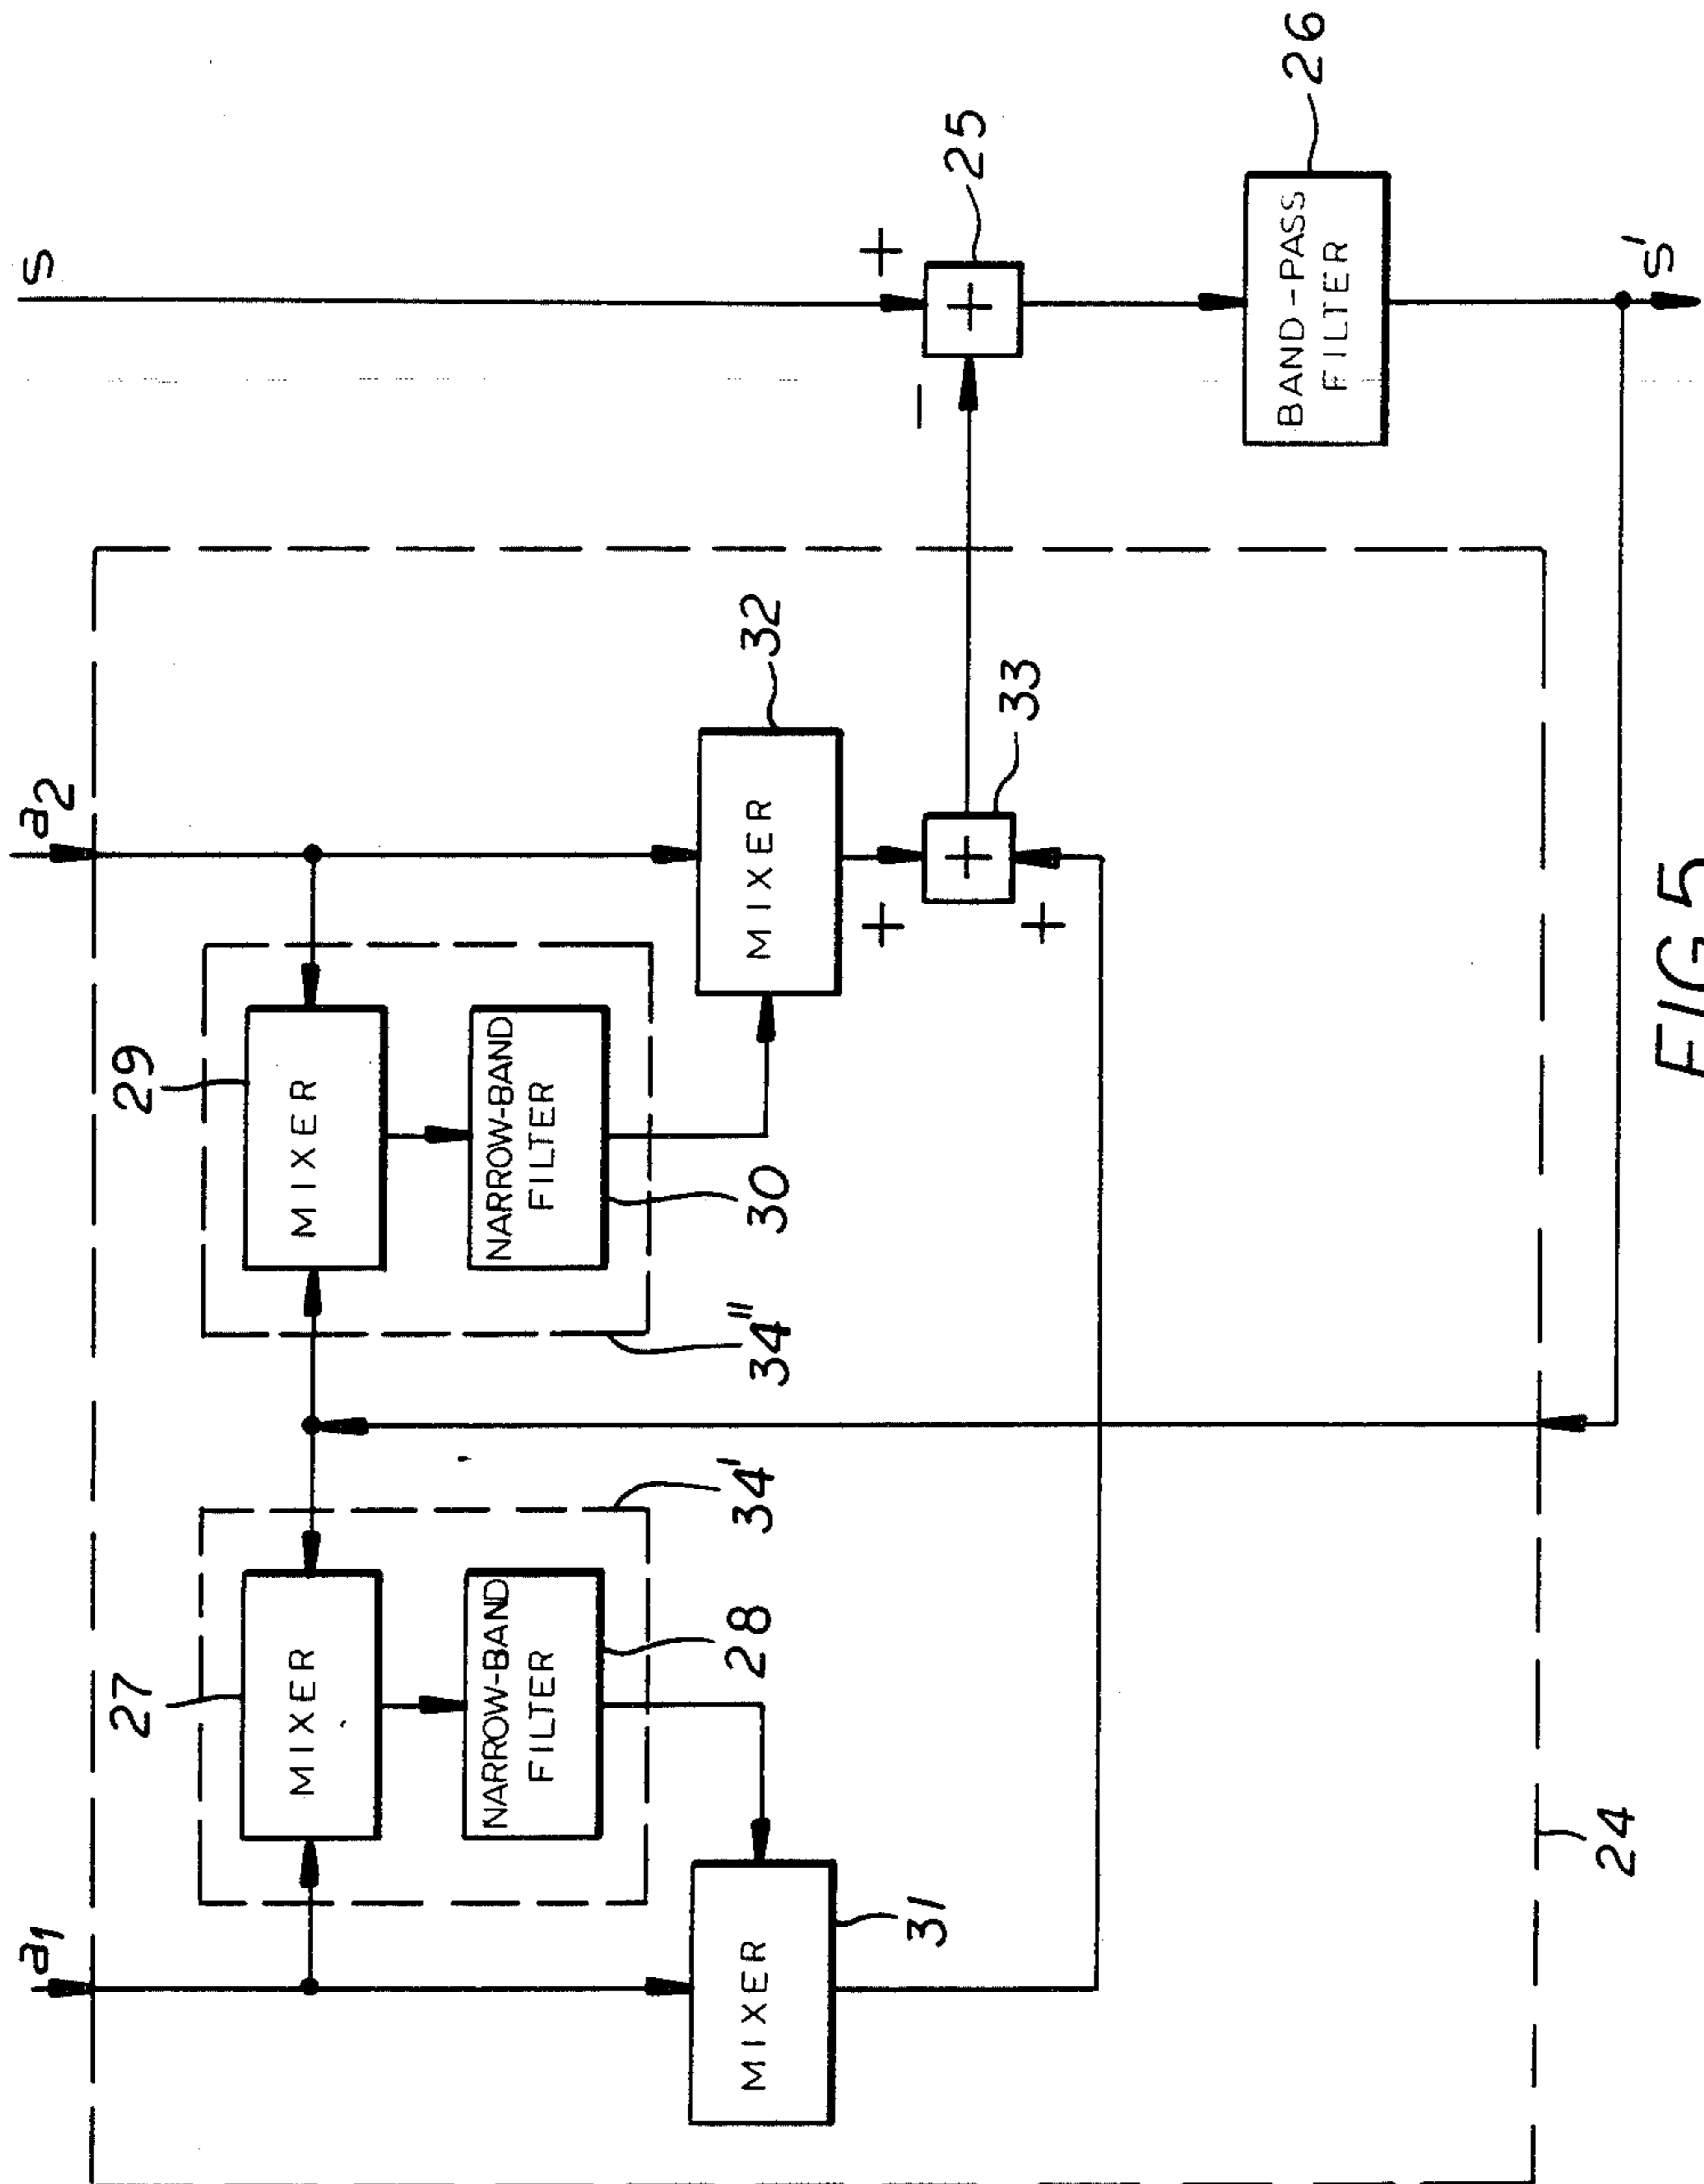 a1
a2
s
27
MIXER
29
MIXER
NARROW-BAND
FILTER
28
NARROW-BAND
FILTER
30
34'
34"
MIXER
31
MIXER
32
+
+
+
33
−
+
+
25
BAND-PASS
FILTER
26
24
s'
FIG.5